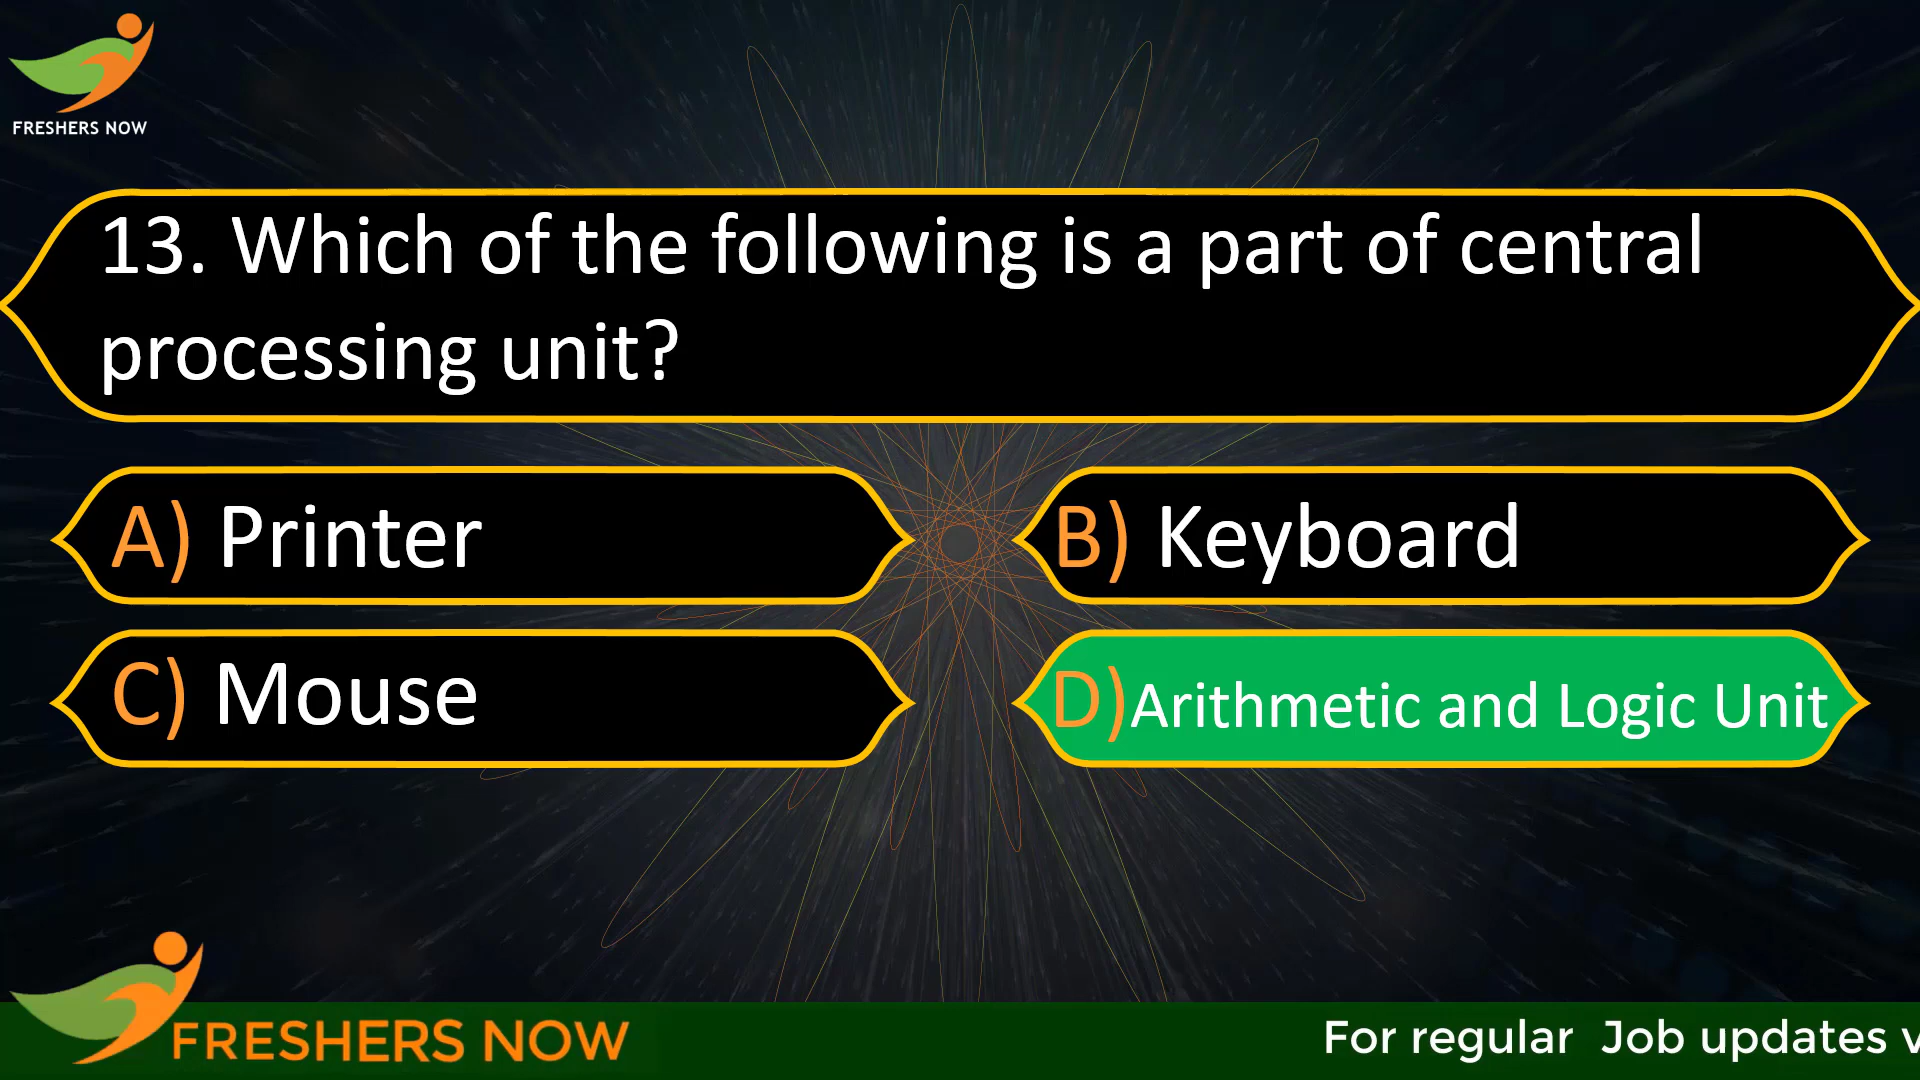 FRESHERS NOW
13. Which of the following is a part of central
processing unit?
A) Printer
B) Keyboard
C) Mouse
D)Arithmetic and Logic Unit
FRESHERS NOW
For regular Job updates v